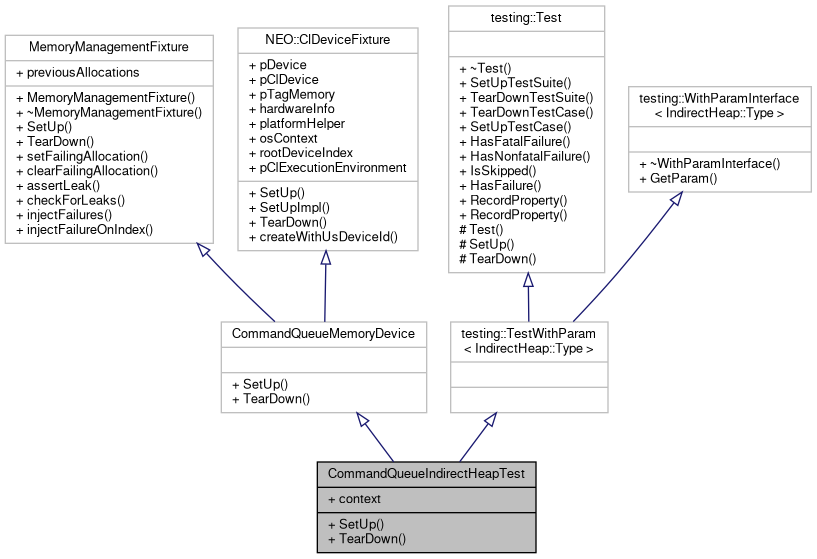 MemoryManagementFixture
+ previousAllocations
+ MemoryManagementFixture()
+ ~MemoryManagementFixture()
+ SetUp()
+ TearDown()
+ setFailingAllocation()
+ clearFailingAllocation()
+ assertLeak()
+ checkForLeaks()
+ injectFailures()
+ injectFailureOnIndex()
NEO::ClDeviceFixture
+ pDevice
+ pClDevice
+ pTagMemory
+ hardwareInfo
+ platformHelper
+ osContext
+ rootDeviceIndex
+ pClExecutionEnvironment
+ SetUp()
+ SetUpImpl()
+ TearDown()
+ createWithUsDeviceId()
testing::Test
+ ~Test()
+ SetUpTestSuite()
+ TearDownTestSuite()
+ TearDownTestCase()
+ SetUpTestCase()
+ HasFatalFailure()
+ HasNonfatalFailure()
+ IsSkipped()
+ HasFailure()
+ RecordProperty()
+ RecordProperty()
# Test()
# SetUp()
# TearDown()
testing::WithParamInterface
< IndirectHeap::Type >
+ ~WithParamInterface()
+ GetParam()
CommandQueueMemoryDevice
+ SetUp()
+ TearDown()
testing::TestWithParam
< IndirectHeap::Type >
CommandQueueIndirectHeapTest
+ context
+ SetUp()
+ TearDown()